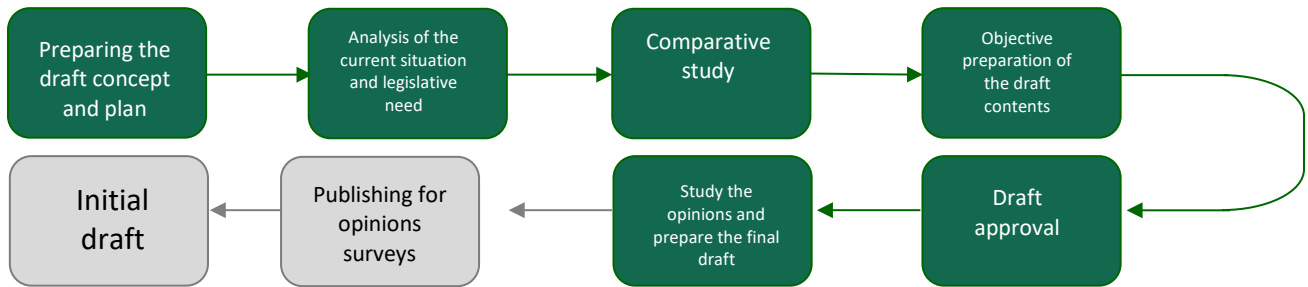 Preparing the
draft concept
and plan
Analysis of the
current situation
and legislative
need
Comparative
study
Objective
preparation of
the draft
contents
Initial
draft
Publishing for
opinions
surveys
Study the
opinions and
prepare the final
draft
Draft
approval